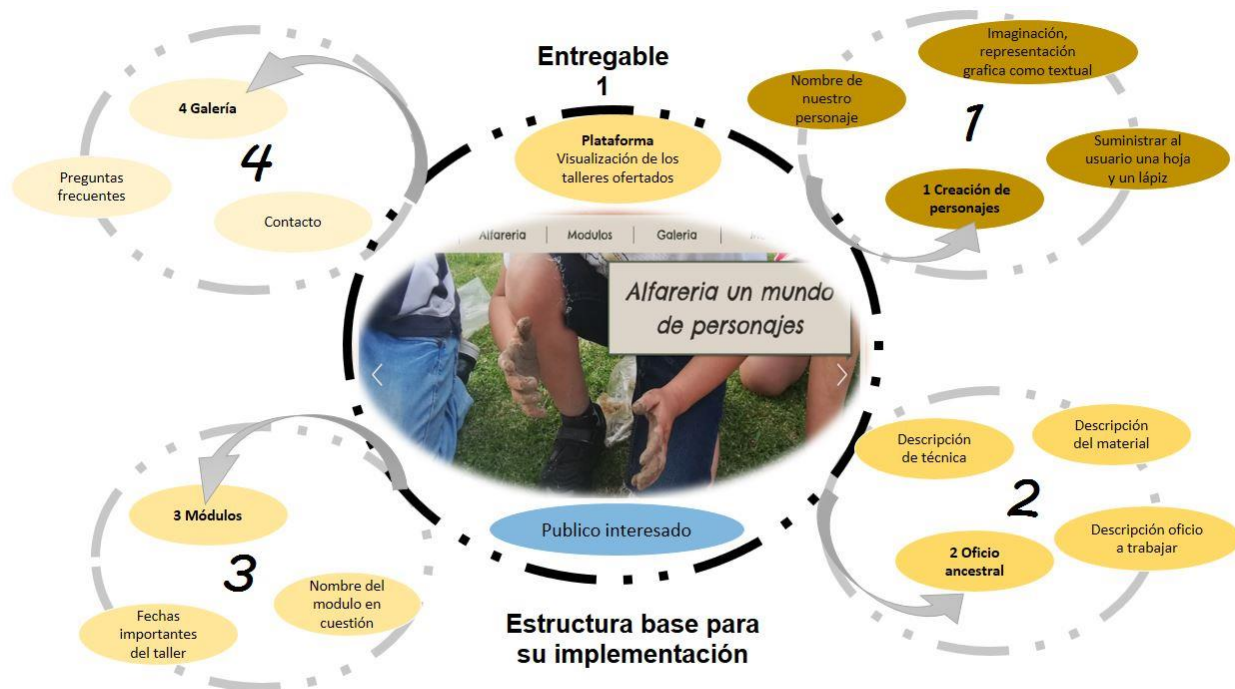 Entregable
1
Plataforma
Visualización de los
talleres ofertados
Alfareria
Modulos
Galeria
Alfareria un mundo
de personajes
Publico interesado
Estructura base para
su implementación
Imaginación,
representación
grafica como textual
Nombre de
nuestro
personaje
1
Suministrar al
usuario una hoja
y un lápiz
1 Creación de
personajes
Descripción
de técnica
Descripción
del material
2
Descripción oficio
a trabajar
2 Oficio
ancestral
3 Módulos
3
Nombre del
modulo en
cuestión
Fechas
importantes
del taller
4 Galería
4
Preguntas
frecuentes
Contacto